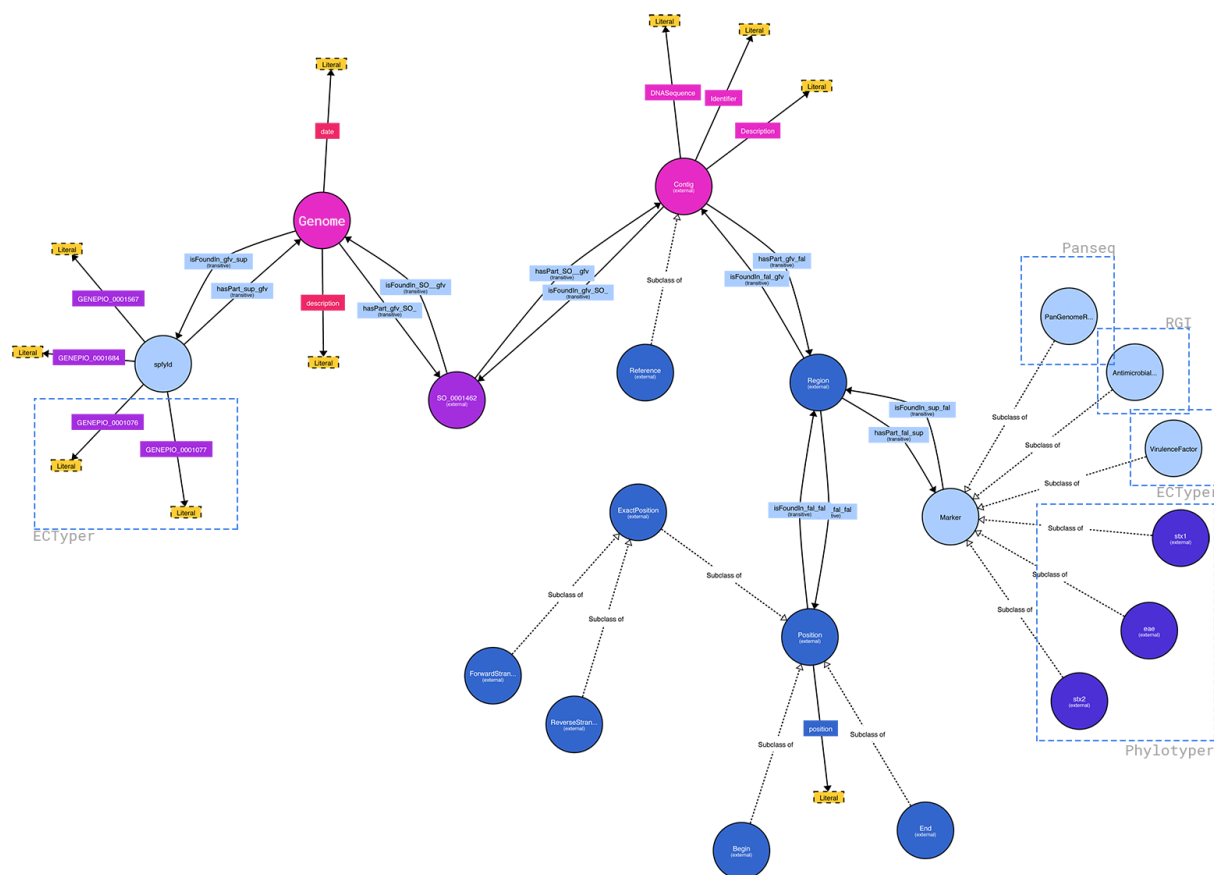 Literal
Literal
Literal
Literal
DNASequence
Identifier
Description
date
Contig
(external)
Genome
Literal
Panseq
isFoundIn_gfv_sup
(transitive)
hasPart_gfv_fal
(transitive)
hasPart_SO__gfv
(transitive)
isFoundIn_fal_gfv
(transitive)
Subclass of
isFoundIn_SO__gfv
(transitive)
hasPart_sup_gfv
(transitive)
isFoundIn_gfv_SO_
(transitive)
GENEPIO_0001567
description
hasPart_gfv_SO_
(transitive)
PanGenomeR...
RGI
Literal
GENEPIO_0001684
spfyId
Literal
Reference
(external)
Region
(external)
Antimicrobial...
SO_0001462
(external)
isFoundIn_sup_fal
(transitive)
Subclass of
GENEPIO_0001076
hasPart_fal_sup
(transitive)
Subclass of
GENEPIO_0001077
VirulenceFactor
Literal
Subclass of
ECTyper
Literal
ExactPosition
(external)
isFoundIn_fal_fal
(transitive)
_fal_fal
tive)
Marker
Subclass of
stx1
(external)
ECTyper
Subclass of
Subclass of
Subclass of
Subclass of
Subclass of
eae
(external)
Position
(external)
ForwardStran...
(external)
stx2
(external)
ReverseStran...
(external)
position
Subclass of
Subclass of
Phylotyper
Literal
End
(external)
Begin
(external)